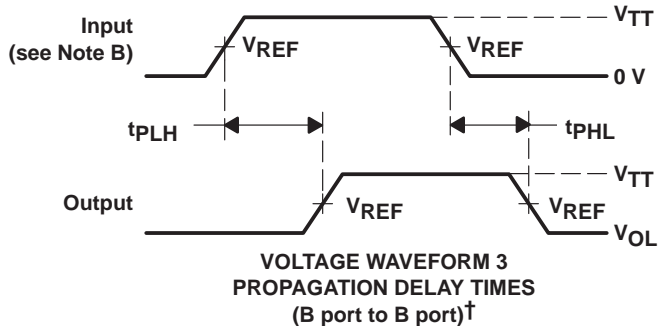 Input
(see Note B)
VREF
VREF
VTT
0 V
tPLH
tPHL
Output
VREF
VREF
VTT
VOL
VOLTAGE WAVEFORM 3
PROPAGATION DELAY TIMES
(B port to B port)†